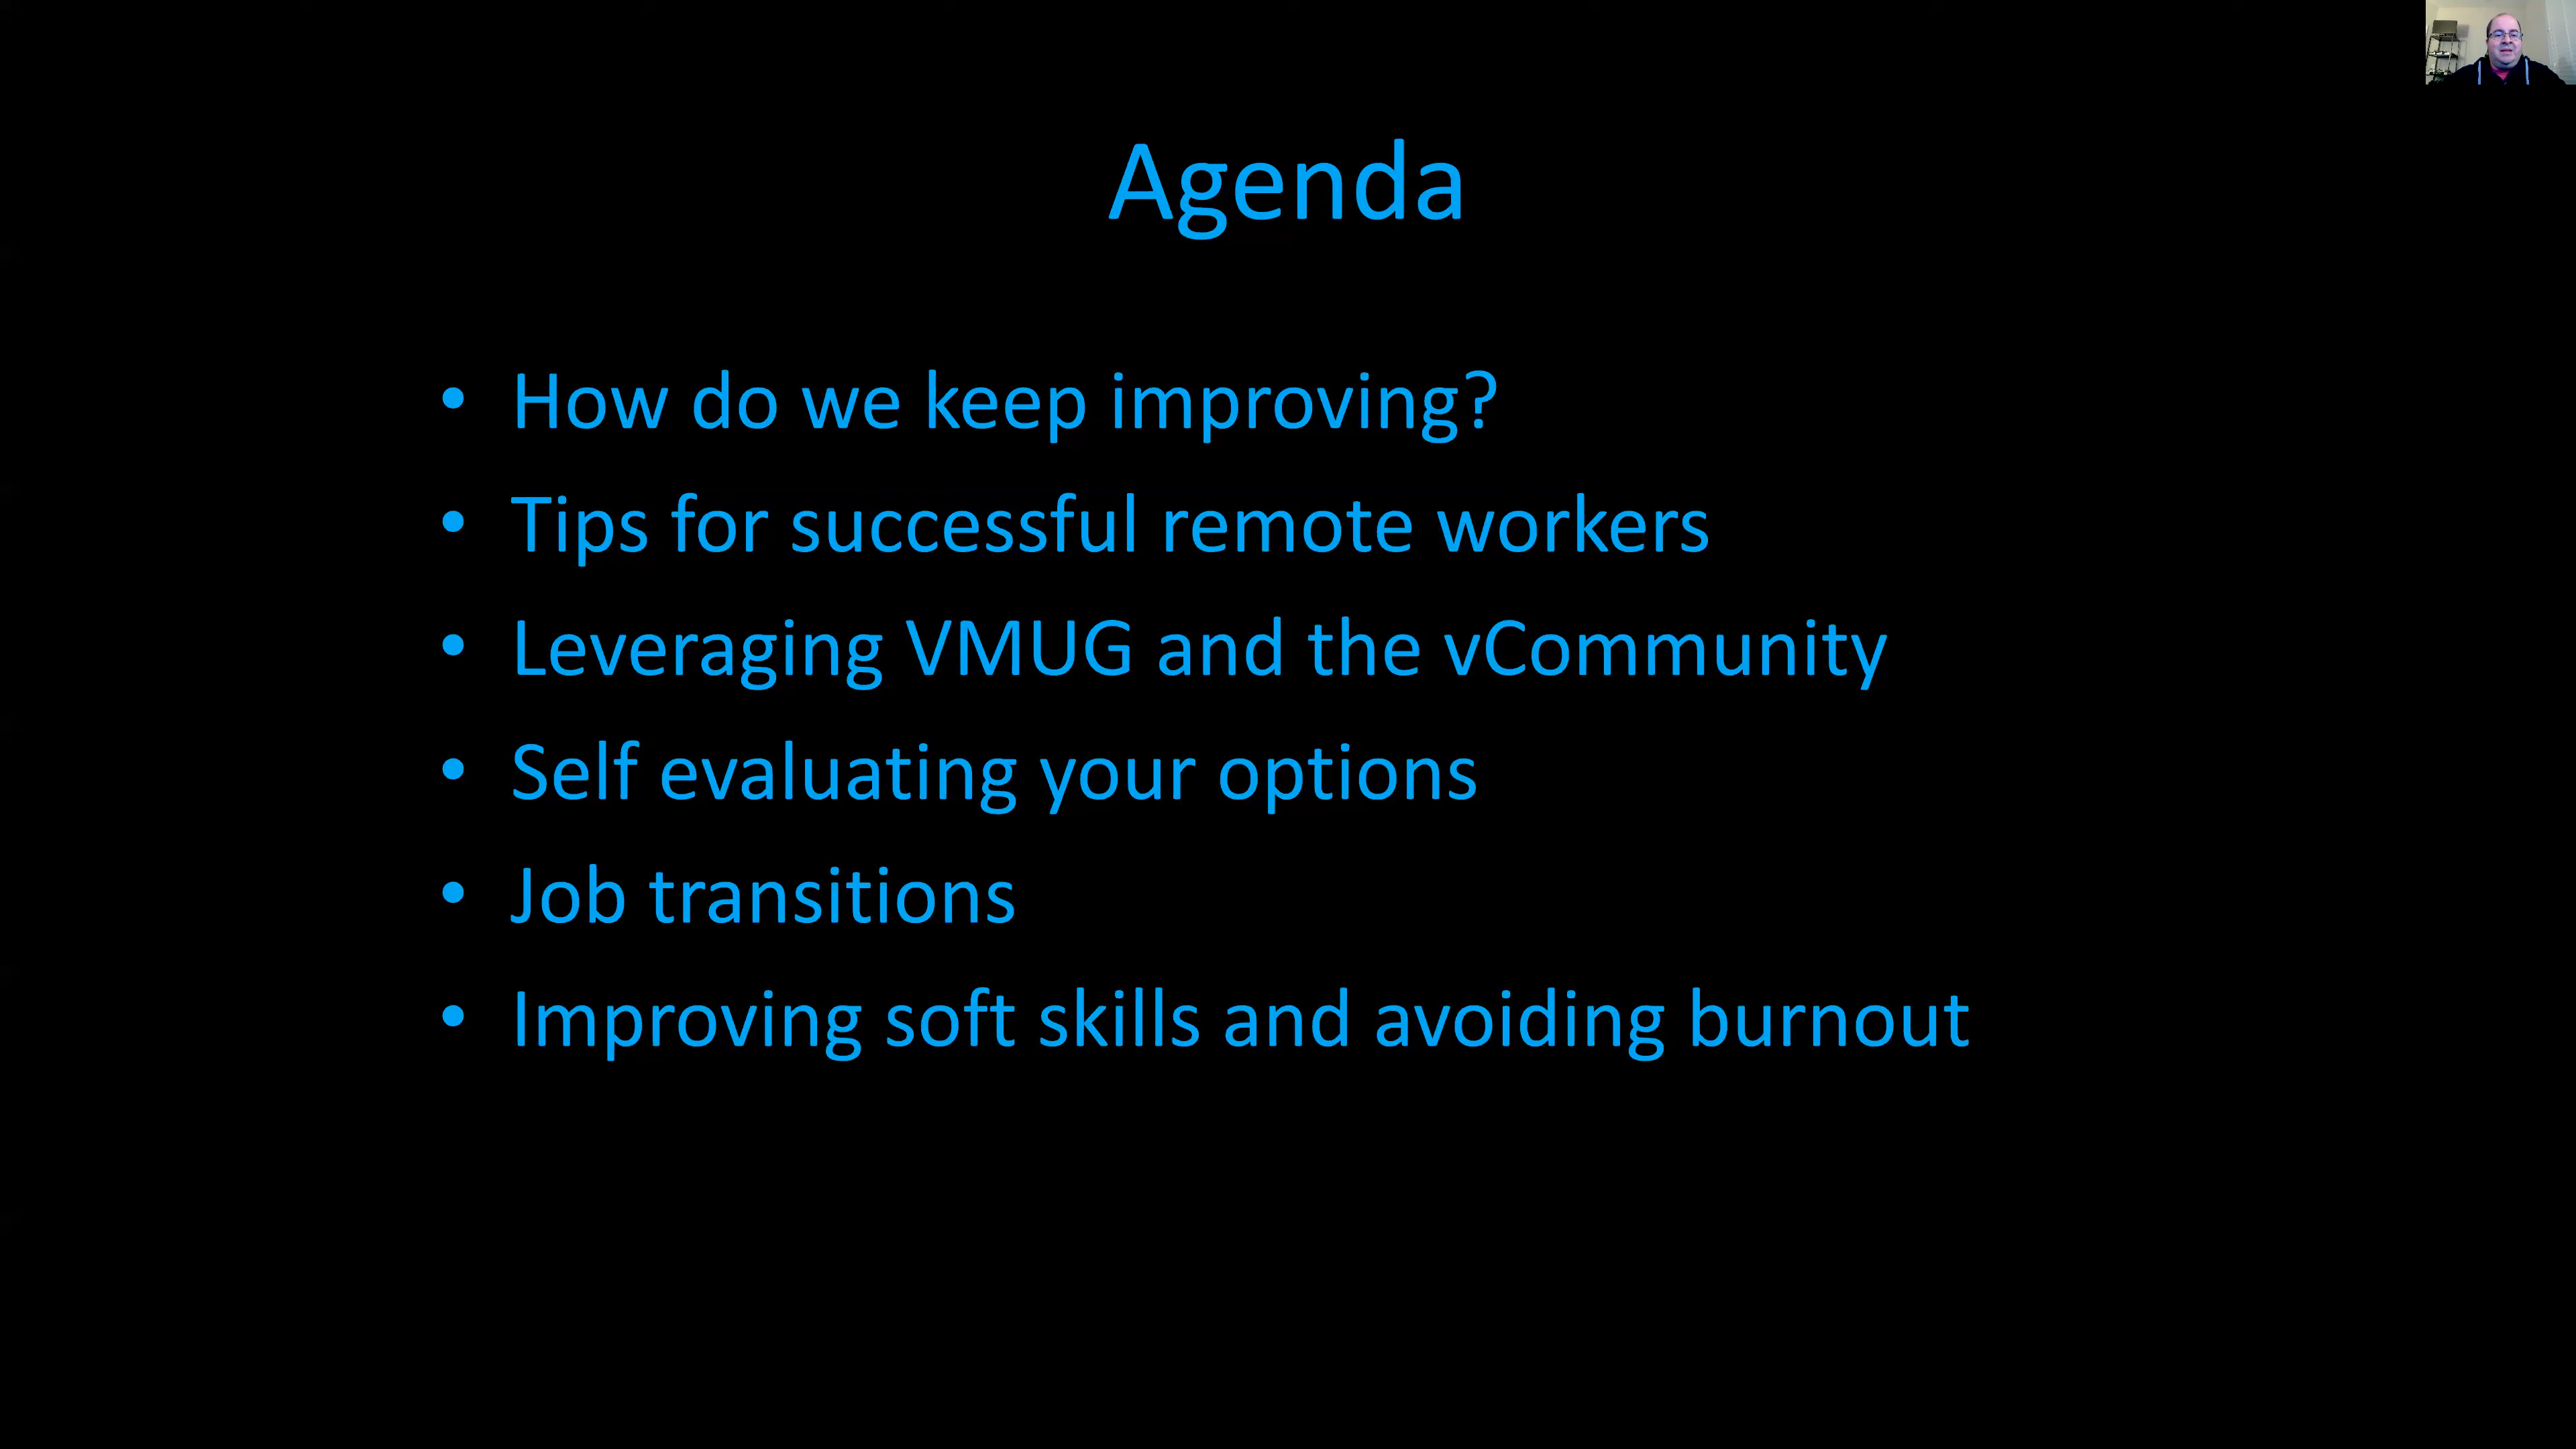 Agenda
• How do we keep improving?
• Tips for successful remote workers
• Leveraging VMUG and the vCommunity
• Self evaluating your options
• Job transitions
• Improving soft skills and avoiding burnout